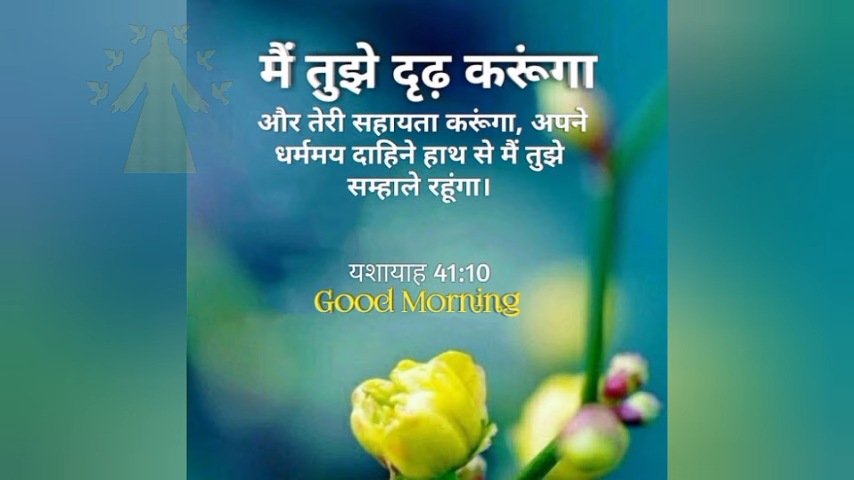 मैं तुझे दृढ़ करूंगा
और तेरी सहायता करूंगा, अपने
धर्ममय दाहिने हाथ से मैं तुझे
सम्हाले रहूंगा।
यशायाह 41:10
Good Morning